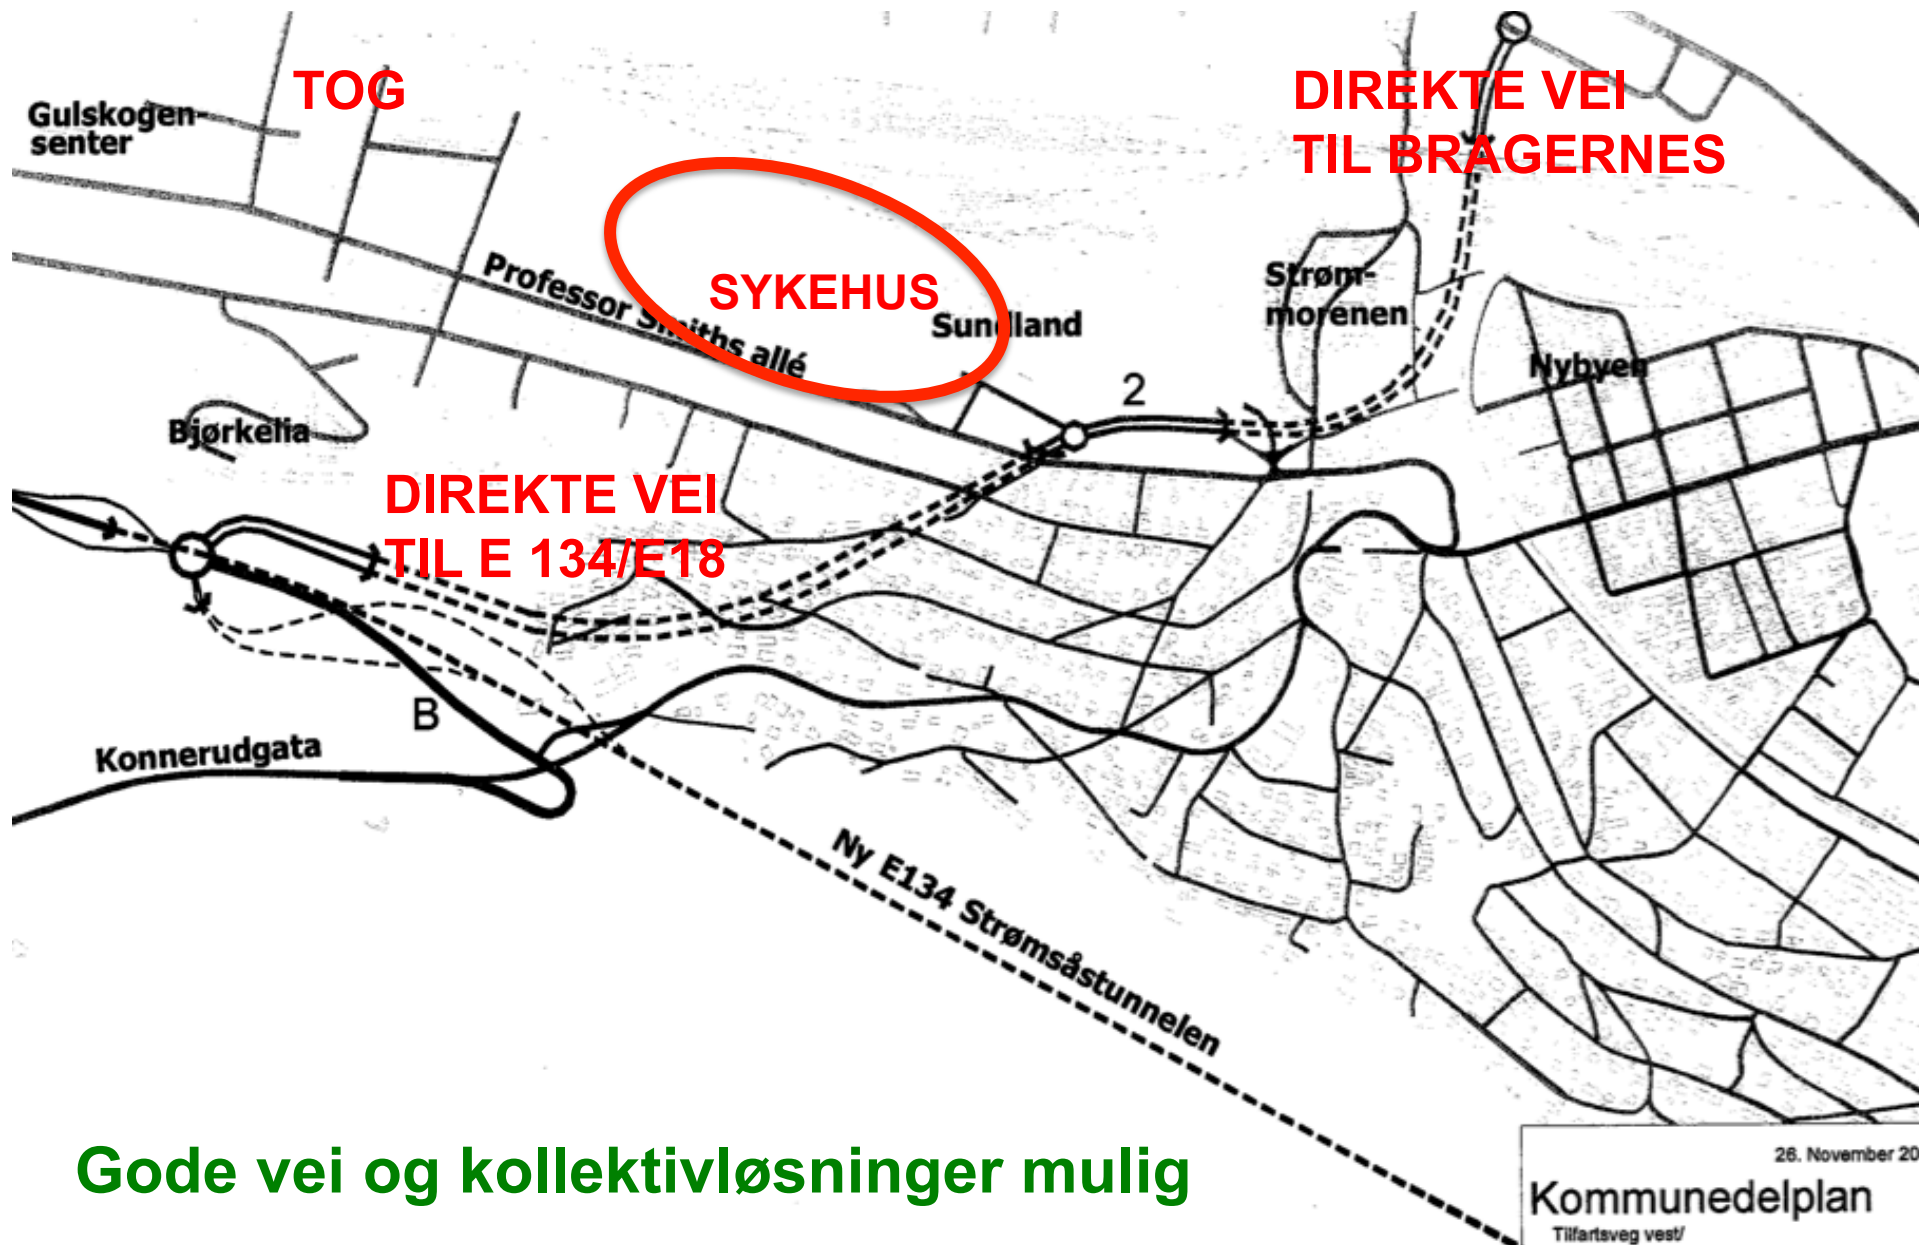 TOG
DIREKTE VEI
TIL BRAGERNES
Gulskogen-
senter
Professor Smiths allé
SYKEHUS
Sundland
Strøm-
morenen
Nybyen
2
Bjørkelia
DIREKTE VEI
TIL E 134/E18
B
Konnerudgata
Ny E134 Strømsåstunnelen
Gode vei og kollektivløsninger mulig
26. November 20
Kommunedelplan
Tilfartsveg vest/